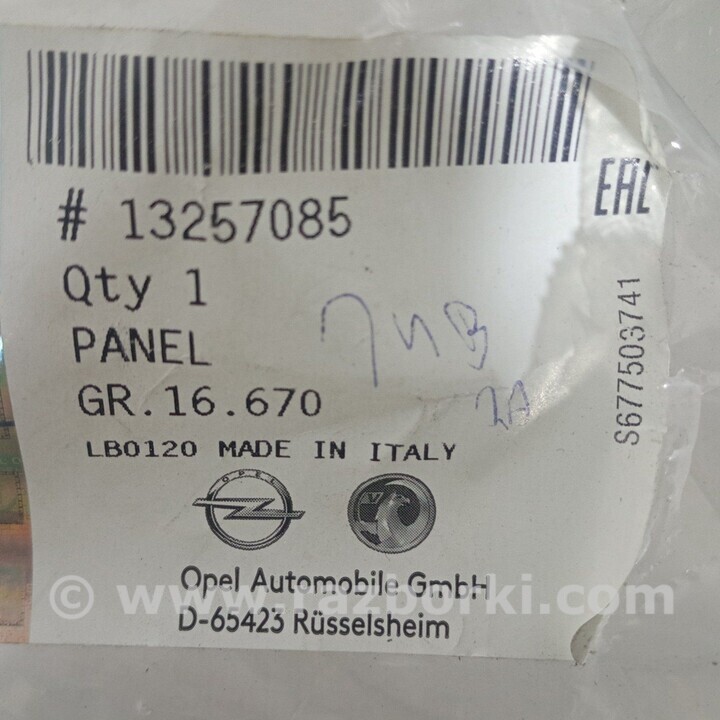 # 13257085
EAC
Qty 1
PANEL
GR.16.670
LB0120 MADE IN ITALY
S677503741
OPEL
V
Opel Automobile GmbH
D-65423 Rüsselsheim
© www.razborki.com